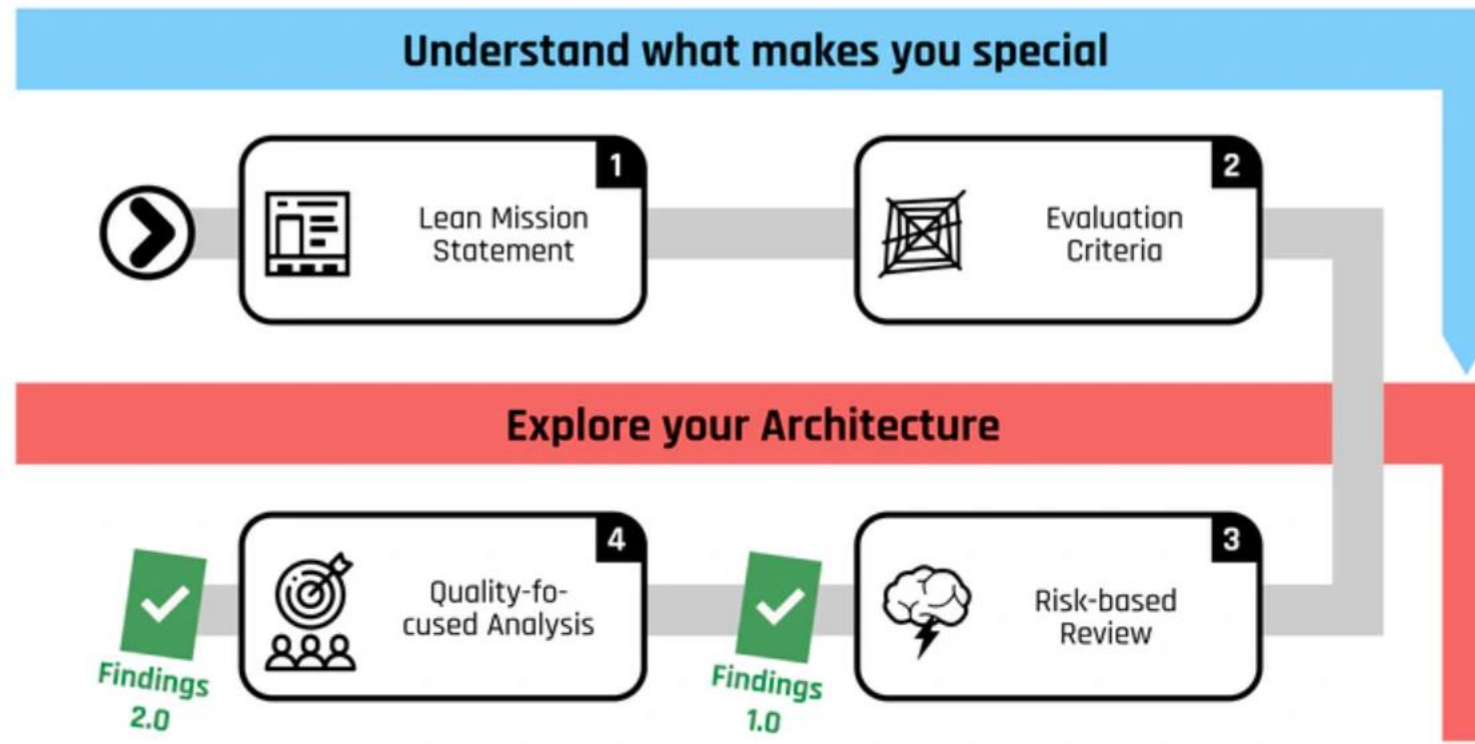 Understand what makes you special
1
Lean Mission
Statement
2
Evaluation
Criteria
Explore your Architecture
4
Quality-fo-
cused Analysis
3
Risk-based
Review
Findings
2.0
Findings
1.0